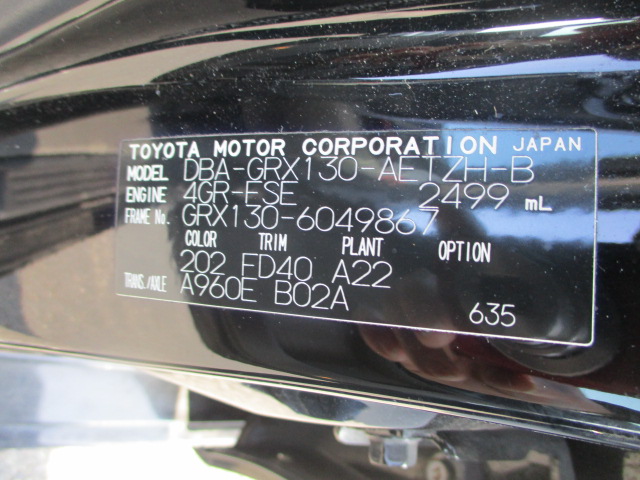 TOYOTA MOTOR CORPORATION JAPAN
MODEL DBA-GRX130-AETZH-B
ENGINE 4GR-FSE 2499 mL
FRAME No. GRX130-6049867
COLOR TRIM PLANT OPTION
202 FD40 A22
TRANS./AXLE A960E B02A
635